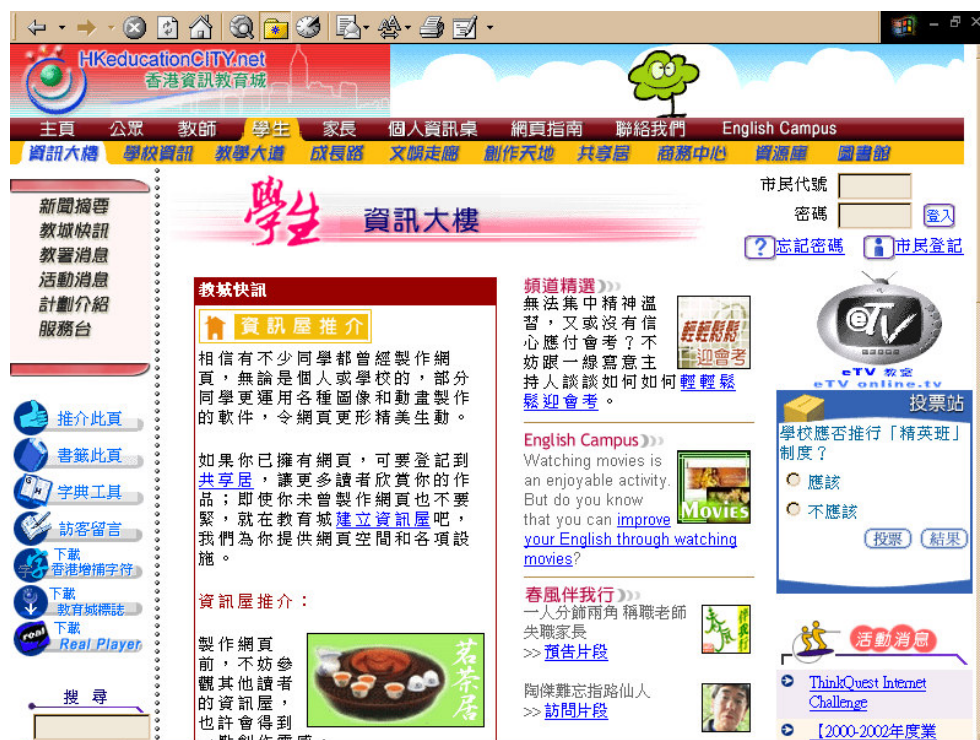 HKeducationCITY.net
香港資訊教育城
主頁 公眾 教師 學生 家長 個人資訊桌 網頁指南 聯絡我們 English Campus
資訊大樓 學校資訊 教學大道 成長路 文娛走廊 創作天地 共享居 商務中心 資源庫 圖書館
新聞摘要
教城快訊
教署消息
活動消息
計劃介紹
服務台
推介此頁
書籤此頁
字典工具
訪客留言
下載
香港增補字符
下載
教育城標誌
下載
Real Player
搜 尋
學生 資訊大樓
市民代號
密碼 登入
忘記密碼 市民登記
教城快訊
資訊屋推介
相信有不少同學都曾經製作網
頁，無論是個人或學校的，部分
同學更運用各種圖像和動畫製作
的軟件，令網頁更形精美生動。
如果你已擁有網頁，可要登記到
共享居，讓更多讀者欣賞你的作
品；即使你未曾製作網頁也不要
緊，就在教育城建立資訊屋吧，
我們為你提供網頁空間和各項設
施。
資訊屋推介：
製作網頁
前，不妨參
觀其他讀者
的資訊屋，
也許會得到
茗茶居
頻道精選
無法集中精神溫
習，又或沒有信
心應付會考？不
妨跟一線寫意主
持人談談如何如何輕輕鬆
鬆迎會考。
輕輕鬆鬆
迎會考
English Campus
Watching movies is
an enjoyable activity.
But do you know
that you can improve
your English through watching
movies?
MOVIES
春風伴我行
一人分飾兩角 稱職老師
失職家長
>> 預告片段
陶傑難忘指路仙人
>> 訪問片段
eTV
eTV 教室
eTV online.tv
投票站
學校應否推行「精英班」
制度？
應該
不應該
投票 結果
活動消息
ThinkQuest Internet
Challenge
【2000-2002年度業